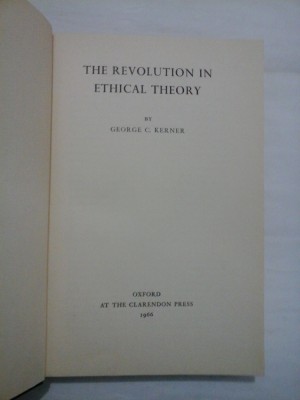 THE REVOLUTION IN
ETHICAL THEORY
BY
GEORGE C. KERNER
OXFORD
AT THE CLARENDON PRESS
1966